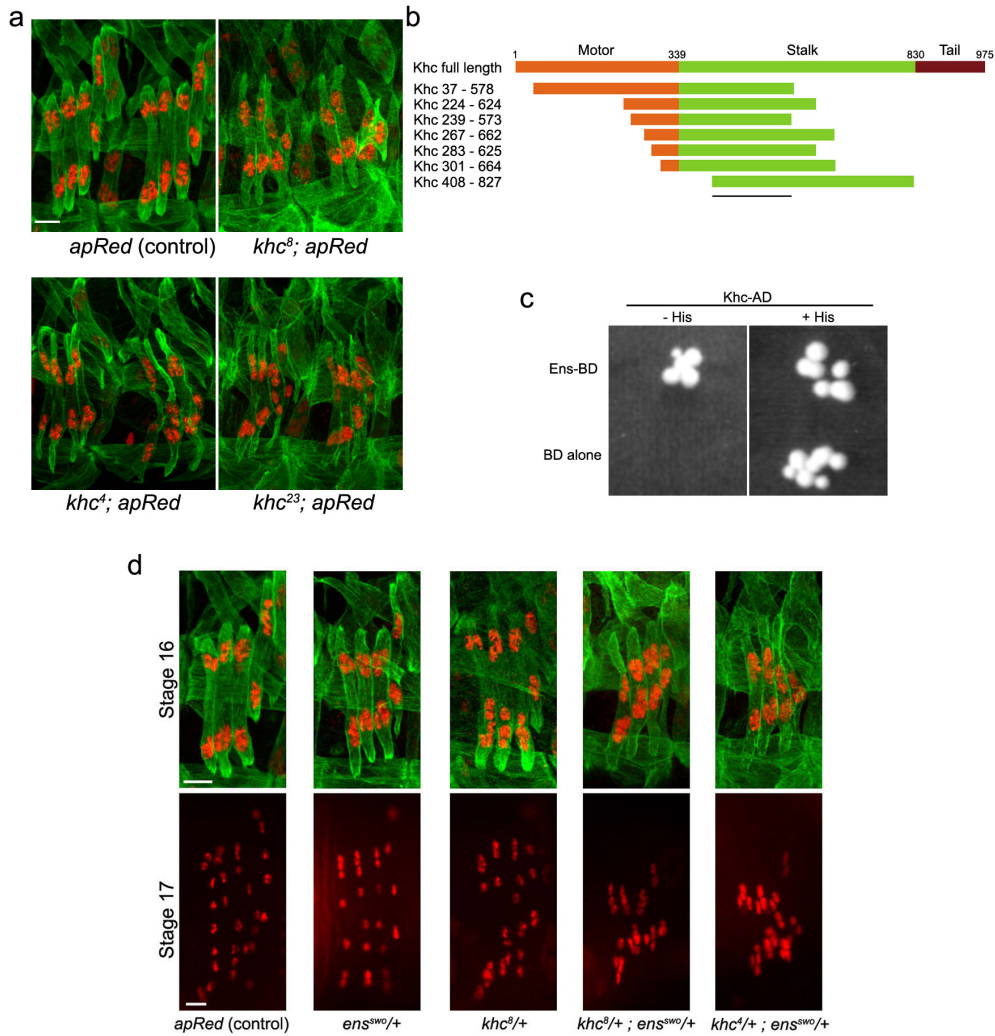 a
apRed (control)
khc8; apRed
khc4; apRed
khc23; apRed
b
1 Motor 339 Stalk 830 Tail 975
Khc full length
Khc 37 - 578
Khc 224 - 624
Khc 239 - 573
Khc 267 - 662
Khc 283 - 625
Khc 301 - 664
Khc 408 - 827
c
Khc-AD
- His + His
Ens-BD
BD alone
d
Stage 16
Stage 17
apRed (control)
ensswo/+
khc8/+
khc8/+ ; ensswo/+
khc4/+ ; ensswo/+